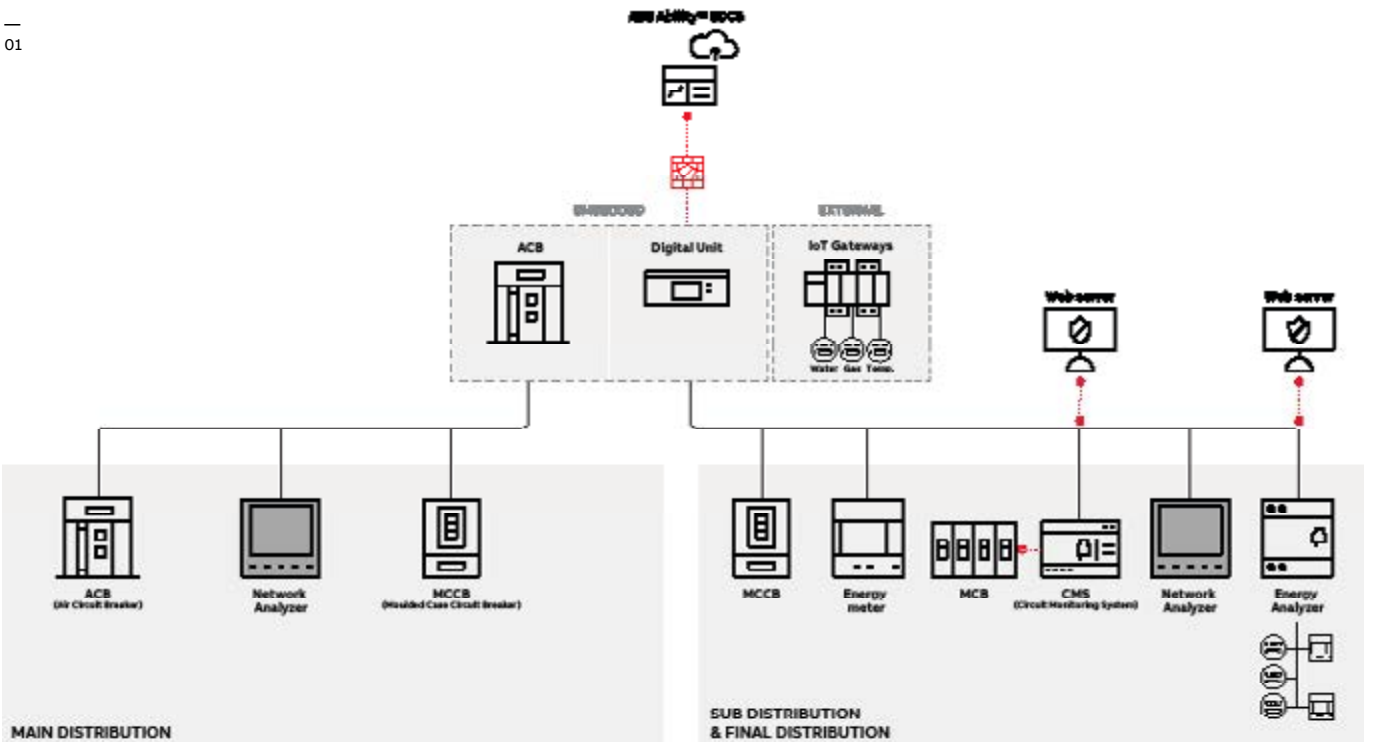 —
01
ABB Ability™ EDCS
EMBEDDED
EXTERNAL
ACB
Digital Unit
IoT Gateways
Water Gas Temp.
Web server
Web server
ACB
(Air Circuit Breaker)
Network
Analyzer
MCCB
(Moulded Case Circuit Breaker)
MCCB
Energy
meter
MCB
CMS
(Circuit Monitoring System)
Network
Analyzer
Energy
Analyzer
MAIN DISTRIBUTION
SUB DISTRIBUTION
& FINAL DISTRIBUTION